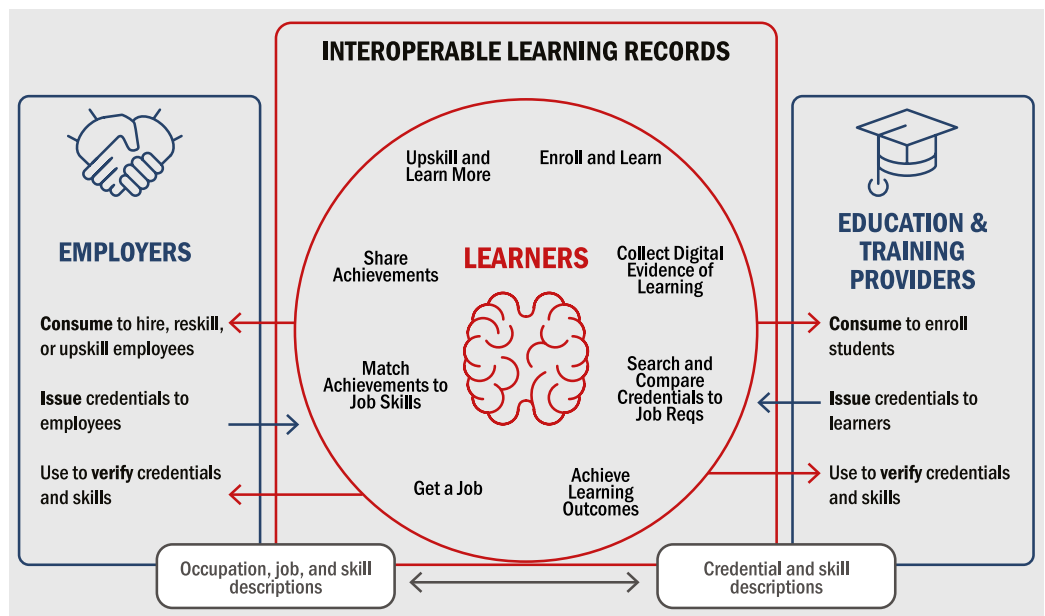 INTEROPERABLE LEARNING RECORDS
EMPLOYERS
Consume to hire, reskill,
or upskill employees
Issue credentials to
employees
Use to verify credentials
and skills
Upskill and
Learn More
Enroll and Learn
Share
Achievements
LEARNERS
Collect Digital
Evidence of
Learning
Match
Achievements to
Job Skills
Search and
Compare
Credentials to
Job Reqs
Get a Job
Achieve
Learning
Outcomes
EDUCATION &
TRAINING
PROVIDERS
Consume to enroll
students
Issue credentials to
learners
Use to verify credentials
and skills
Occupation, job, and skill
descriptions
Credential and skill
descriptions